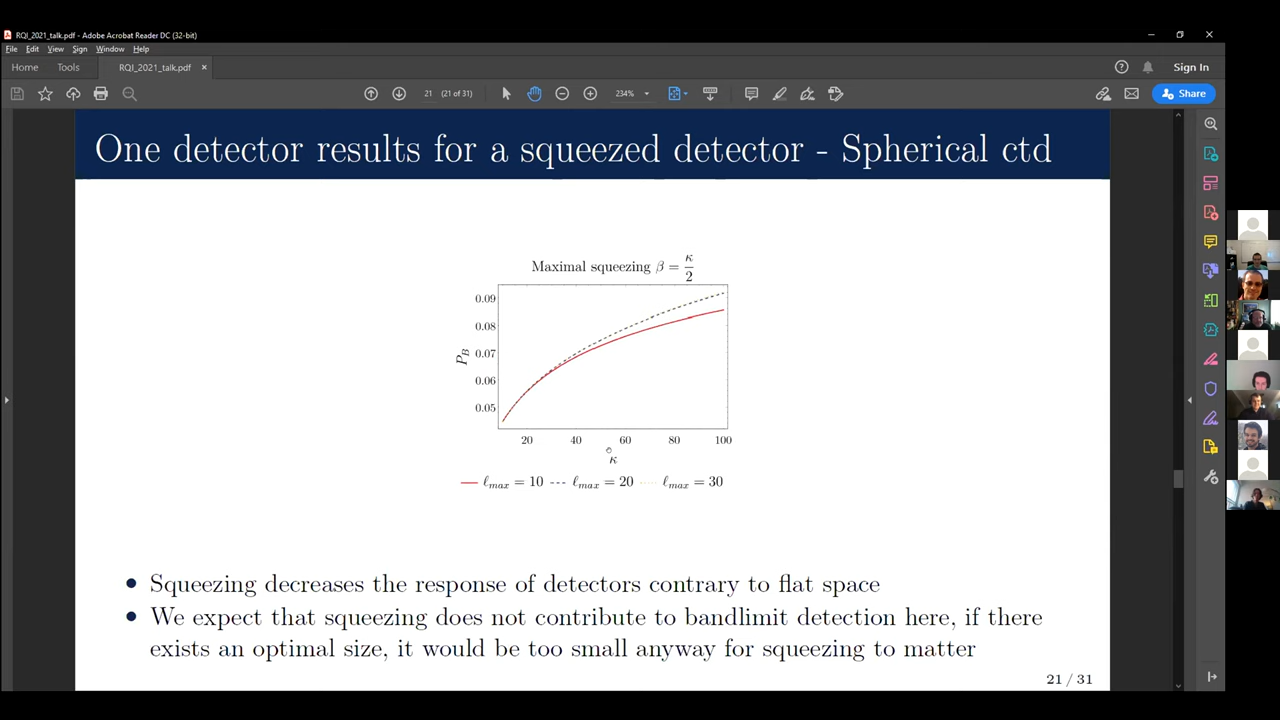 RQI_2021_talk.pdf - Adobe Acrobat Reader DC (32-bit)
File Edit View Sign Window Help
Home Tools RQI_2021_talk.pdf ×
21 (21 of 31) 234% Share
Sign In
One detector results for a squeezed detector - Spherical ctd
Maximal squeezing β = κ/2
0.09
0.08
0.07
0.06
0.05
P_B
20 40 60 80 100
κ
ℓ_max = 10 ℓ_max = 20 ℓ_max = 30
• Squeezing decreases the response of detectors contrary to flat space
• We expect that squeezing does not contribute to bandlimit detection here, if there
exists an optimal size, it would be too small anyway for squeezing to matter
21 / 31